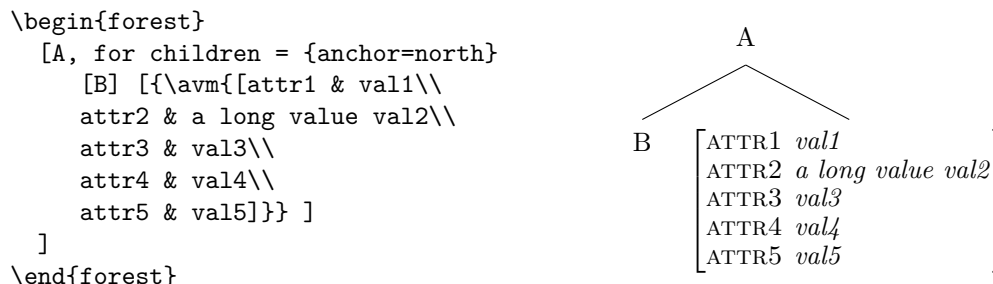 \begin{forest}
[A, for children = {anchor=north}
[B] [{\avm{[attr1 & val1\\
attr2 & a long value val2\\
attr3 & val3\\
attr4 & val4\\
attr5 & val5]}} ]
]
\end{forest}
A
B
ATTR1 val1
ATTR2 a long value val2
ATTR3 val3
ATTR4 val4
ATTR5 val5